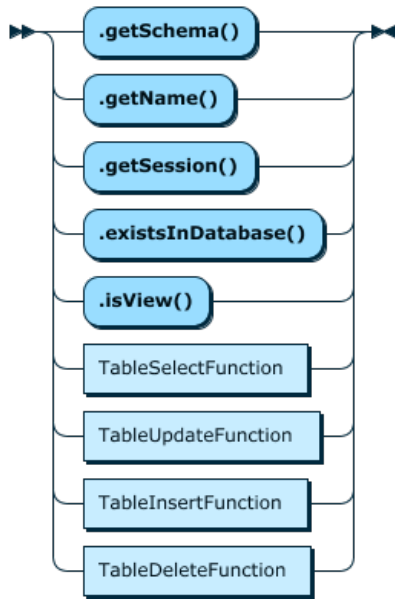 .getSchema()
.getName()
.getSession()
.existsInDatabase()
.isView()
TableSelectFunction
TableUpdateFunction
TableInsertFunction
TableDeleteFunction